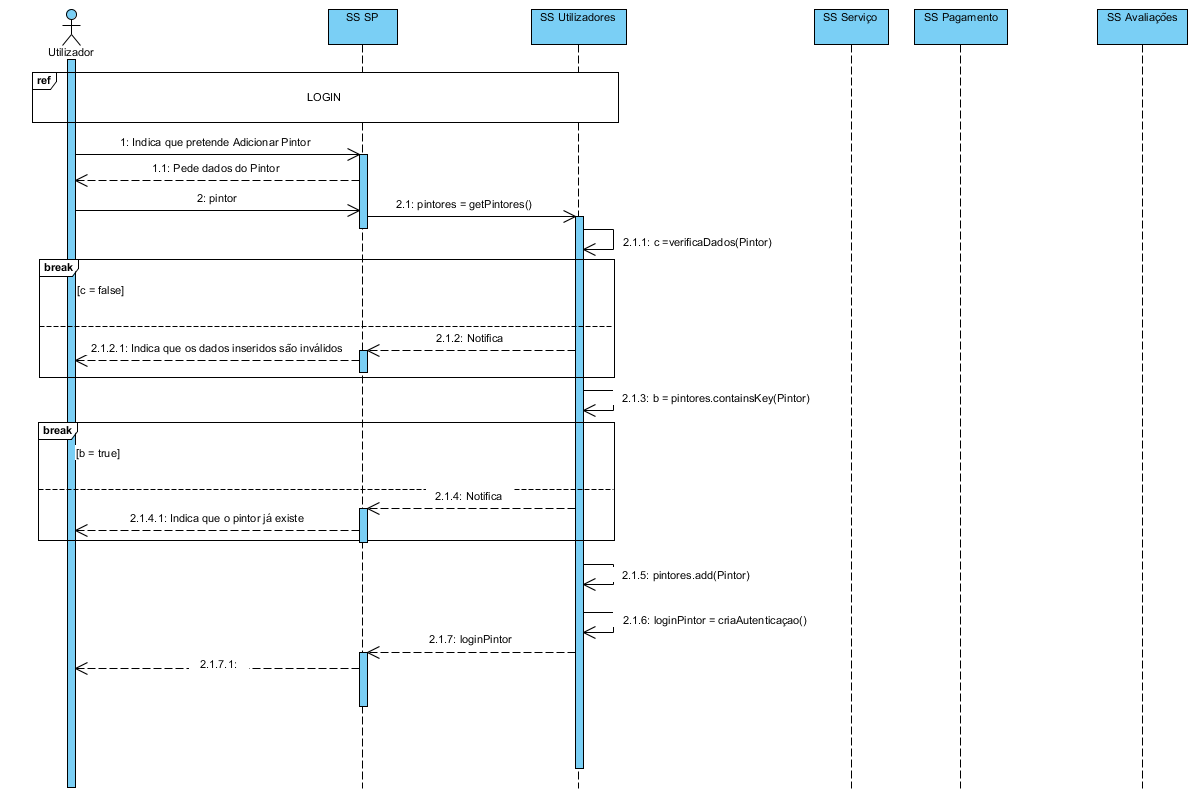 SS SP
SS Utilizadores
SS Serviço
SS Pagamento
SS Avaliações
Utilizador
ref
LOGIN
1: Indica que pretende Adicionar Pintor
1.1: Pede dados do Pintor
2: pintor
2.1: pintores = getPintores()
2.1.1: c =verificaDados(Pintor)
break
[c = false]
2.1.2: Notifica
2.1.2.1: Indica que os dados inseridos são inválidos
2.1.3: b = pintores.containsKey(Pintor)
break
[b = true]
2.1.4: Notifica
2.1.4.1: Indica que o pintor já existe
2.1.5: pintores.add(Pintor)
2.1.6: loginPintor = criaAutenticaçao()
2.1.7: loginPintor
2.1.7.1: